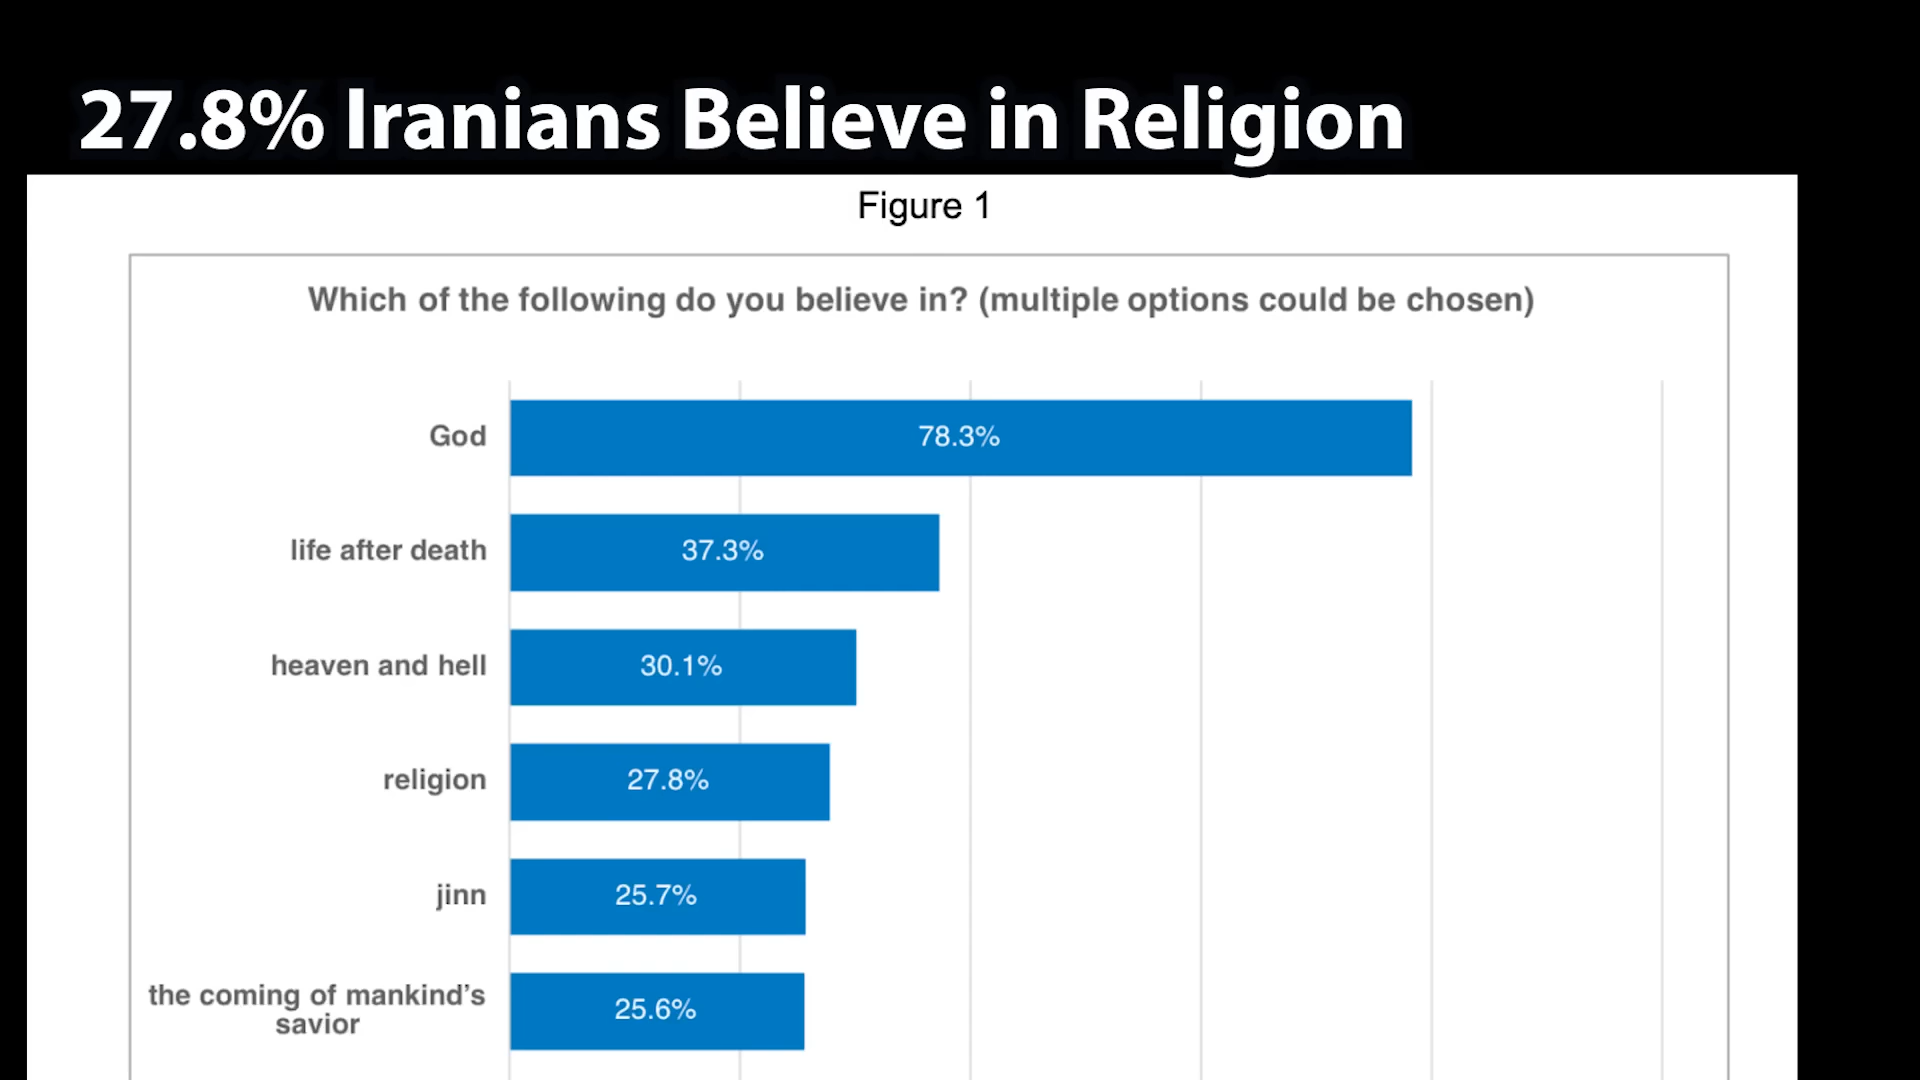 27.8% Iranians Believe in Religion
Figure 1
Which of the following do you believe in? (multiple options could be chosen)
God
78.3%
life after death
37.3%
heaven and hell
30.1%
religion
27.8%
jinn
25.7%
the coming of mankind’s
savior
25.6%